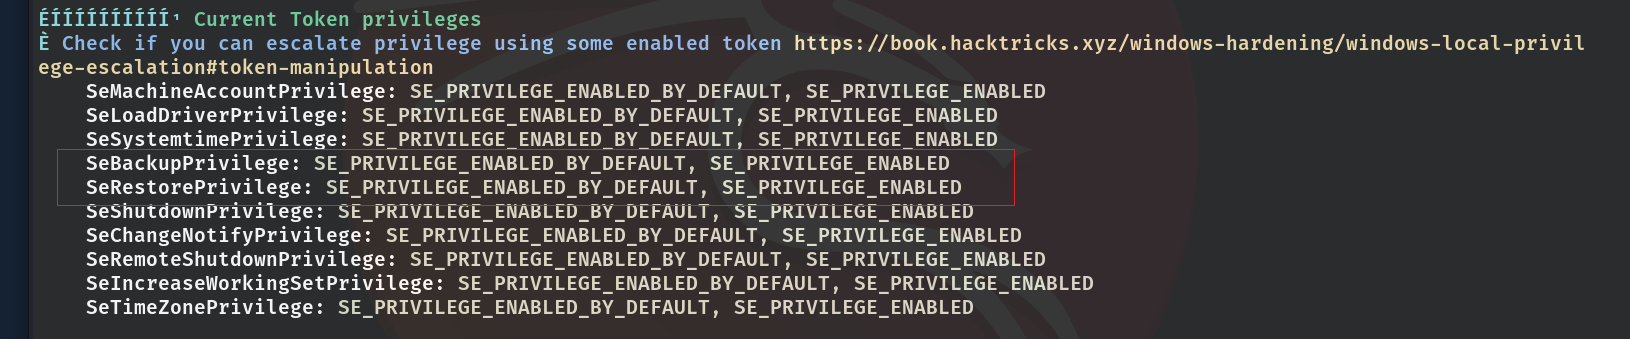 ÉÍÍÍÍÍÍÍÍÍÍ¹ Current Token privileges
È Check if you can escalate privilege using some enabled token https://book.hacktricks.xyz/windows-hardening/windows-local-privil
ege-escalation#token-manipulation
SeMachineAccountPrivilege: SE_PRIVILEGE_ENABLED_BY_DEFAULT, SE_PRIVILEGE_ENABLED
SeLoadDriverPrivilege: SE_PRIVILEGE_ENABLED_BY_DEFAULT, SE_PRIVILEGE_ENABLED
SeSystemtimePrivilege: SE_PRIVILEGE_ENABLED_BY_DEFAULT, SE_PRIVILEGE_ENABLED
SeBackupPrivilege: SE_PRIVILEGE_ENABLED_BY_DEFAULT, SE_PRIVILEGE_ENABLED
SeRestorePrivilege: SE_PRIVILEGE_ENABLED_BY_DEFAULT, SE_PRIVILEGE_ENABLED
SeShutdownPrivilege: SE_PRIVILEGE_ENABLED_BY_DEFAULT, SE_PRIVILEGE_ENABLED
SeChangeNotifyPrivilege: SE_PRIVILEGE_ENABLED_BY_DEFAULT, SE_PRIVILEGE_ENABLED
SeRemoteShutdownPrivilege: SE_PRIVILEGE_ENABLED_BY_DEFAULT, SE_PRIVILEGE_ENABLED
SeIncreaseWorkingSetPrivilege: SE_PRIVILEGE_ENABLED_BY_DEFAULT, SE_PRIVILEGE_ENABLED
SeTimeZonePrivilege: SE_PRIVILEGE_ENABLED_BY_DEFAULT, SE_PRIVILEGE_ENABLED